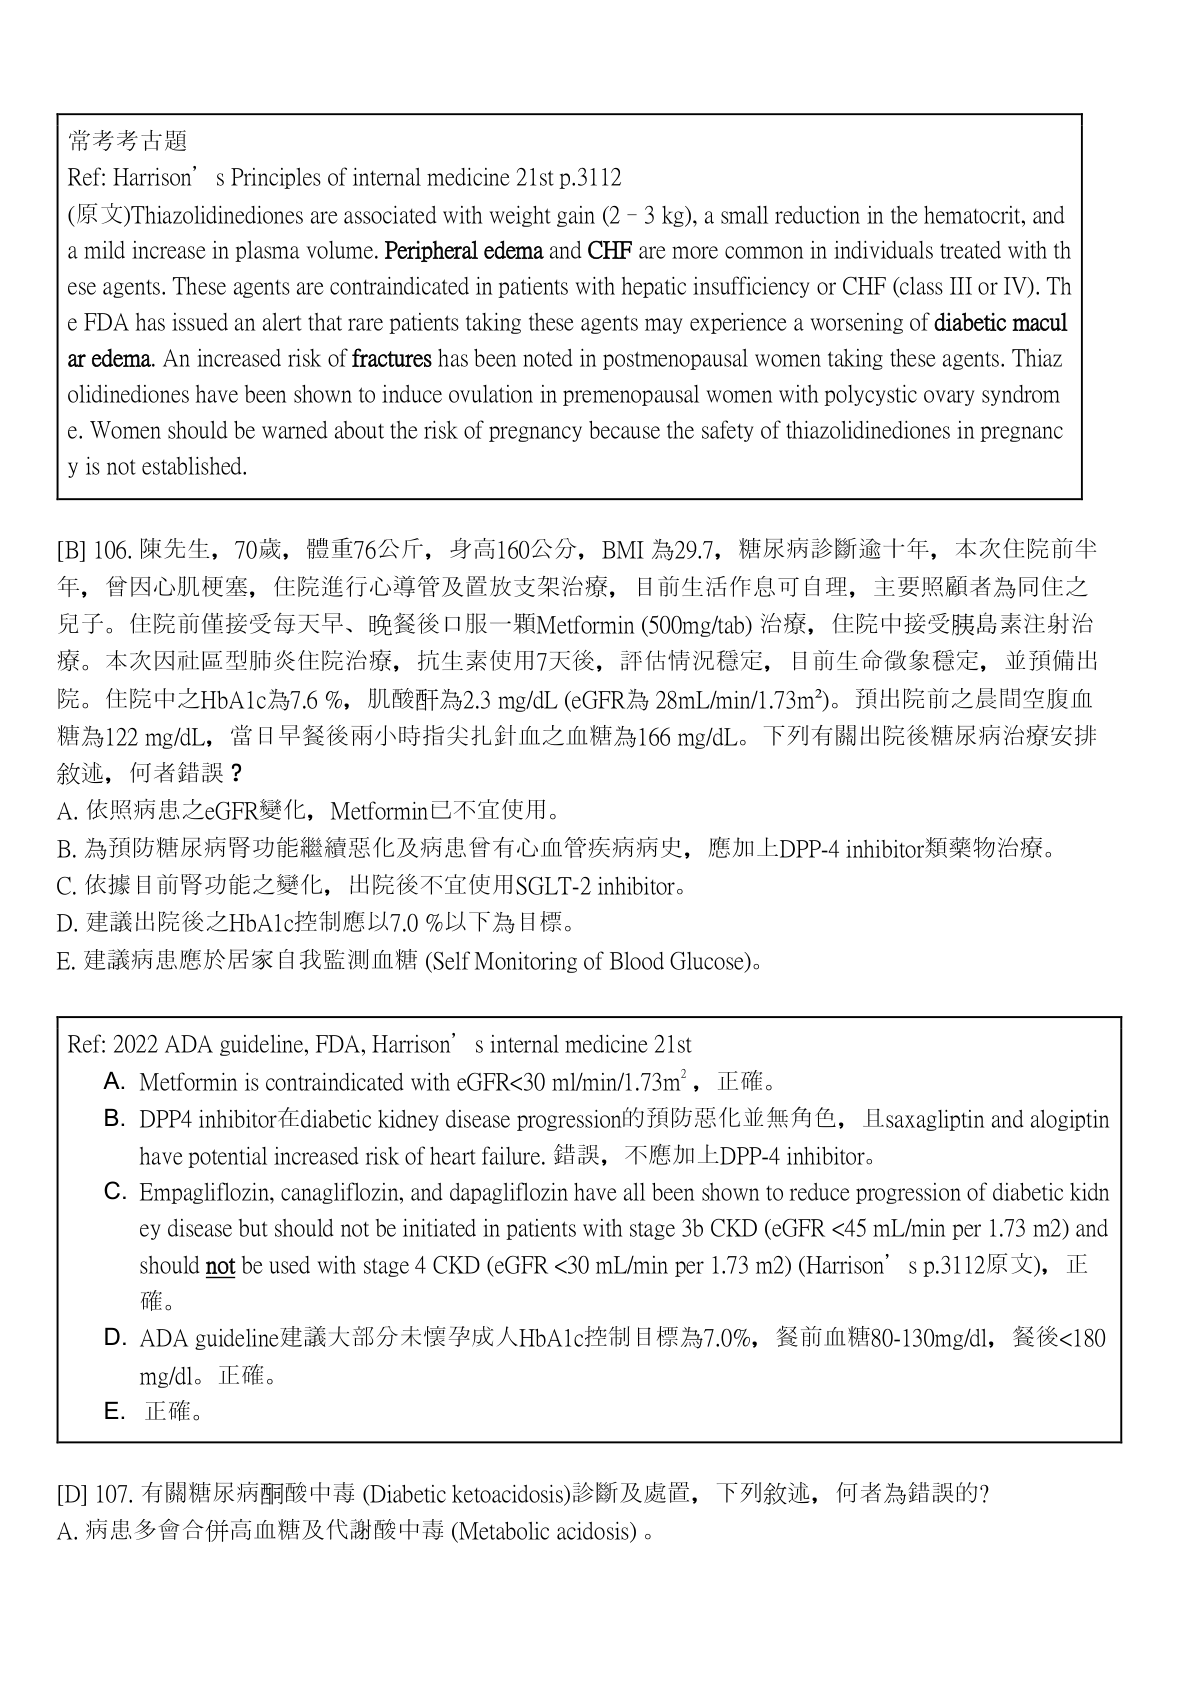 常考考古題
Ref: Harrison’s Principles of internal medicine 21st p.3112
(原文)Thiazolidinediones are associated with weight gain (2–3 kg), a small reduction in the hematocrit, and
a mild increase in plasma volume. Peripheral edema and CHF are more common in individuals treated with th
ese agents. These agents are contraindicated in patients with hepatic insufficiency or CHF (class III or IV). Th
e FDA has issued an alert that rare patients taking these agents may experience a worsening of diabetic macul
ar edema. An increased risk of fractures has been noted in postmenopausal women taking these agents. Thiaz
olidinediones have been shown to induce ovulation in premenopausal women with polycystic ovary syndrom
e. Women should be warned about the risk of pregnancy because the safety of thiazolidinediones in pregnanc
y is not established.
[B] 106. 陳先生，70歲，體重76公斤，身高160公分，BMI 為29.7，糖尿病診斷逾十年，本次住院前半
年，曾因心肌梗塞，住院進行心導管及置放支架治療，目前生活作息可自理，主要照顧者為同住之
兒子。住院前僅接受每天早、晚餐後口服一顆Metformin (500mg/tab) 治療，住院中接受胰島素注射治
療。本次因社區型肺炎住院治療，抗生素使用7天後，評估情況穩定，目前生命徵象穩定，並預備出
院。住院中之HbA1c為7.6 %，肌酸酐為2.3 mg/dL (eGFR為 28mL/min/1.73m²)。預出院前之晨間空腹血
糖為122 mg/dL，當日早餐後兩小時指尖扎針血之血糖為166 mg/dL。下列有關出院後糖尿病治療安排
敘述，何者錯誤？
A. 依照病患之eGFR變化，Metformin已不宜使用。
B. 為預防糖尿病腎功能繼續惡化及病患曾有心血管疾病病史，應加上DPP-4 inhibitor類藥物治療。
C. 依據目前腎功能之變化，出院後不宜使用SGLT-2 inhibitor。
D. 建議出院後之HbA1c控制應以7.0 %以下為目標。
E. 建議病患應於居家自我監測血糖 (Self Monitoring of Blood Glucose)。
Ref: 2022 ADA guideline, FDA, Harrison’s internal medicine 21st
A. Metformin is contraindicated with eGFR<30 ml/min/1.73m²，正確。
B. DPP4 inhibitor在diabetic kidney disease progression的預防惡化並無角色，且saxagliptin and alogiptin
have potential increased risk of heart failure. 錯誤，不應加上DPP-4 inhibitor。
C. Empagliflozin, canagliflozin, and dapagliflozin have all been shown to reduce progression of diabetic kidn
ey disease but should not be initiated in patients with stage 3b CKD (eGFR <45 mL/min per 1.73 m2) and
should not be used with stage 4 CKD (eGFR <30 mL/min per 1.73 m2) (Harrison’s p.3112原文)，正
確。
D. ADA guideline建議大部分未懷孕成人HbA1c控制目標為7.0%，餐前血糖80-130mg/dl，餐後<180
mg/dl。正確。
E. 正確。
[D] 107. 有關糖尿病酮酸中毒 (Diabetic ketoacidosis)診斷及處置，下列敘述，何者為錯誤的?
A. 病患多會合併高血糖及代謝酸中毒 (Metabolic acidosis) 。